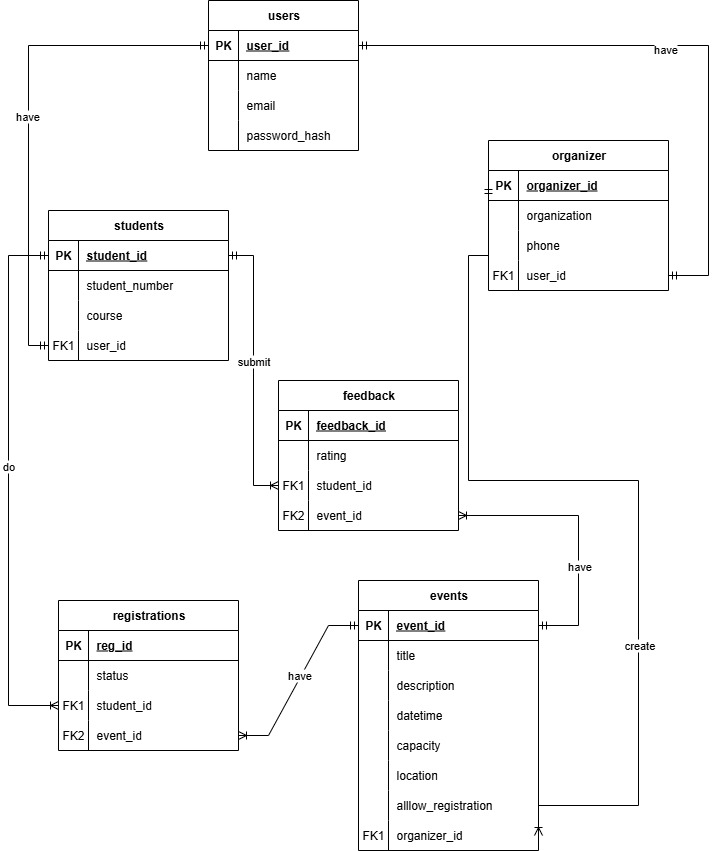 users
PK user_id
name
email
password_hash
have
have
organizer
PK organizer_id
organization
phone
FK1 user_id
students
PK student_id
student_number
course
FK1 user_id
submit
feedback
PK feedback_id
rating
FK1 student_id
FK2 event_id
do
have
registrations
PK reg_id
status
FK1 student_id
FK2 event_id
have
events
PK event_id
title
description
datetime
capacity
location
alllow_registration
FK1 organizer_id
create